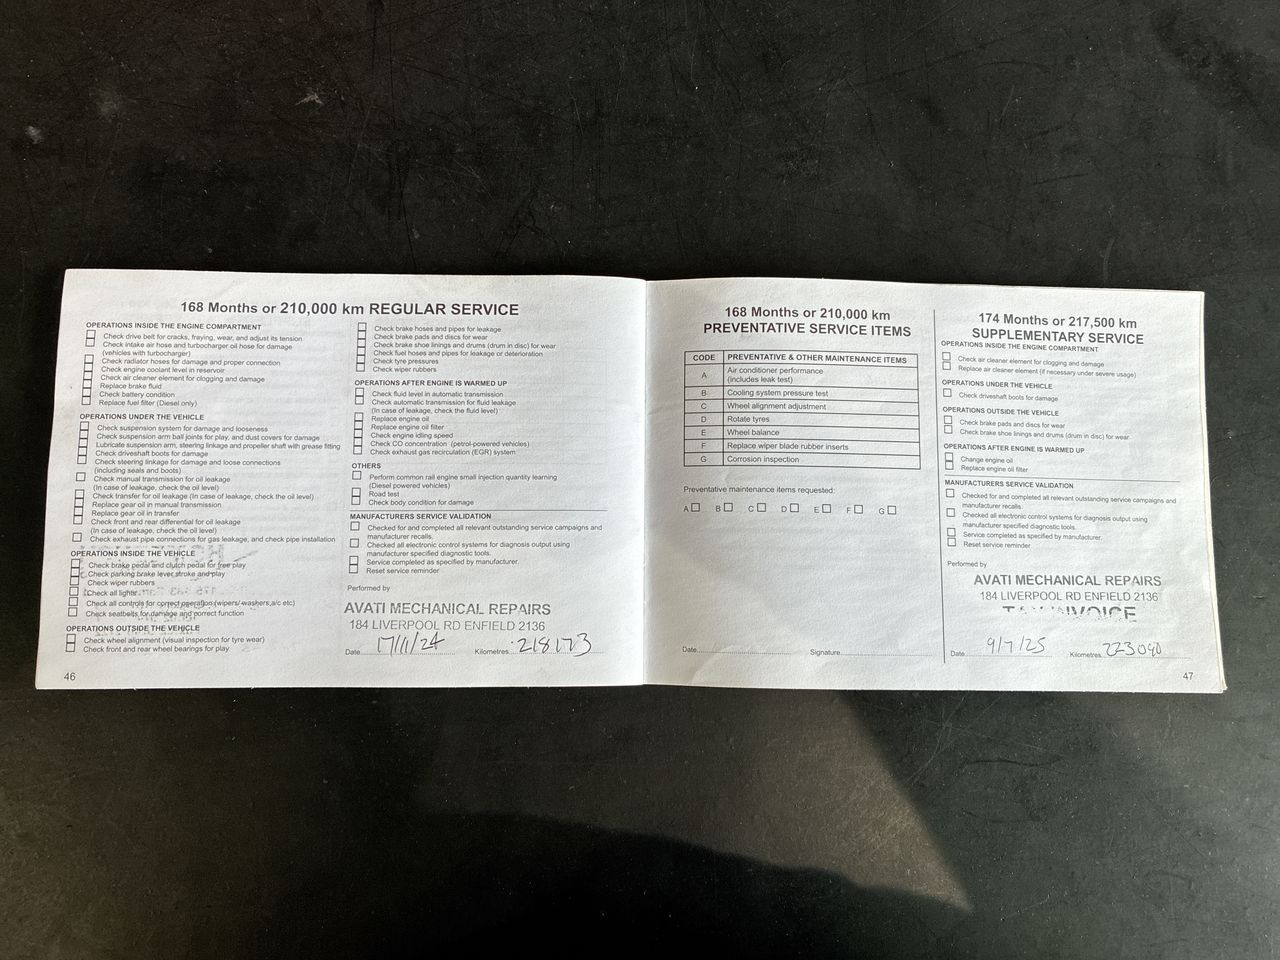 168 Months or 210,000 km REGULAR SERVICE
OPERATIONS INSIDE THE ENGINE COMPARTMENT
Check drive belt for cracks, fraying, wear, and adjust its tension
Check intake air hose and turbocharger oil hose for damage
(vehicles with turbocharger)
Check radiator hoses for damage and proper connection
Check engine coolant level in reservoir
Check air cleaner element for clogging and damage
Replace brake fluid
Check battery condition
Replace fuel filter (Diesel only)
OPERATIONS UNDER THE VEHICLE
Check suspension system for damage and looseness
Check suspension arm ball joints for play, and dust covers for damage
Lubricate suspension arm, steering linkage and propeller shaft with grease fitting
Check driveshaft boots for damage
Check steering linkage for damage and loose connections
(including seals and boots)
Check manual transmission for oil leakage
(In case of leakage, check the oil level)
Check transfer for oil leakage (In case of leakage, check the oil level)
Replace gear oil in manual transmission
Replace gear oil in transfer
Check front and rear differential for oil leakage
(In case of leakage, check the oil level)
Check exhaust pipe connections for gas leakage, and check pipe installation
OPERATIONS INSIDE THE VEHICLE
Check brake pedal and clutch pedal for free play
Check parking brake lever stroke and play
Check wiper rubbers
Check all lighter
Check all controls for correct operation (wipers/ washers,a/c etc)
Check seatbelts for damage and correct function
OPERATIONS OUTSIDE THE VEHICLE
Check wheel alignment (visual inspection for tyre wear)
Check front and rear wheel bearings for play
46
Check brake hoses and pipes for leakage
Check brake pads and discs for wear
Check brake shoe linings and drums (drum in disc) for wear
Check fuel hoses and pipes for leakage or deterioration
Check tyre pressures
Check wiper rubbers
OPERATIONS AFTER ENGINE IS WARMED UP
Check fluid level in automatic transmission
Check automatic transmission for fluid leakage
(In case of leakage, check the fluid level)
Replace engine oil
Replace engine oil filter
Check engine idling speed
Check CO concentration (petrol-powered vehicles)
Check exhaust gas recirculation (EGR) system
OTHERS
Perform common rail engine small injection quantity learning
(Diesel powered vehicles)
Road test
Check body condition for damage
MANUFACTURERS SERVICE VALIDATION
Checked for and completed all relevant outstanding service campaigns and
manufacturer recalls.
Checked all electronic control systems for diagnosis output using
manufacturer specified diagnostic tools.
Service completed as specified by manufacturer
Reset service reminder
Performed by
AVATI MECHANICAL REPAIRS
184 LIVERPOOL RD ENFIELD 2136
Date 17/11/24 Kilometres 218173
168 Months or 210,000 km
PREVENTATIVE SERVICE ITEMS
CODE PREVENTATIVE & OTHER MAINTENANCE ITEMS
A Air conditioner performance
(includes leak test)
B Cooling system pressure test
C Wheel alignment adjustment
D Rotate tyres
E Wheel balance
F Replace wiper blade rubber inserts
G Corrosion inspection
Preventative maintenance items requested:
A B C D E F G
Date Signature
174 Months or 217,500 km
SUPPLEMENTARY SERVICE
OPERATIONS INSIDE THE ENGINE COMPARTMENT
Check air cleaner element for clogging and damage
Replace air cleaner element (if necessary under severe usage)
OPERATIONS UNDER THE VEHICLE
Check driveshaft boots for damage
OPERATIONS OUTSIDE THE VEHICLE
Check brake pads and discs for wear
Check brake shoe linings and drums (drum in disc) for wear
OPERATIONS AFTER ENGINE IS WARMED UP
Change engine oil
Replace engine oil filter
MANUFACTURERS SERVICE VALIDATION
Checked for and completed all relevant outstanding service campaigns and
manufacturer recalls.
Checked all electronic control systems for diagnosis output using
manufacturer specified diagnostic tools.
Service completed as specified by manufacturer.
Reset service reminder
Performed by
AVATI MECHANICAL REPAIRS
184 LIVERPOOL RD ENFIELD 2136
TAX INVOICE
Date 9/7/25 Kilometres 223090
47